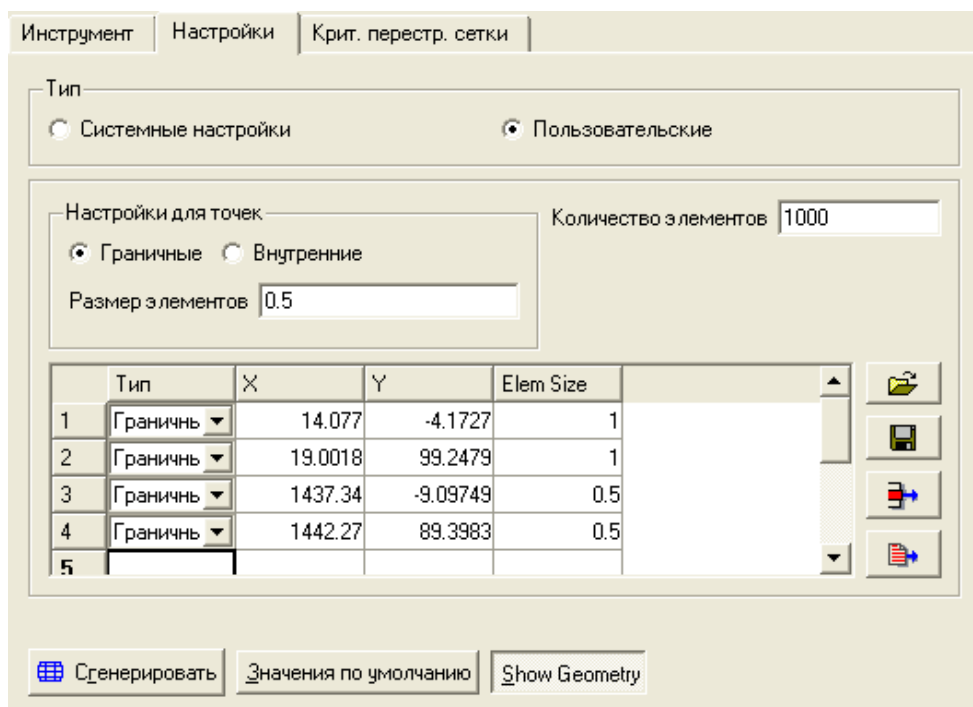 Инструмент Настройки Крит. перестр. сетки
Тип
Системные настройки Пользовательские
Настройки для точек
Количество элементов 1000
Граничные Внутренние
Размер элементов 0.5
Тип X Y Elem Size
1 Граничнь 14.077 -4.1727 1
2 Граничнь 19.0018 99.2479 1
3 Граничнь 1437.34 -9.09749 0.5
4 Граничнь 1442.27 89.3983 0.5
5
Сгенерировать Значения по умолчанию Show Geometry